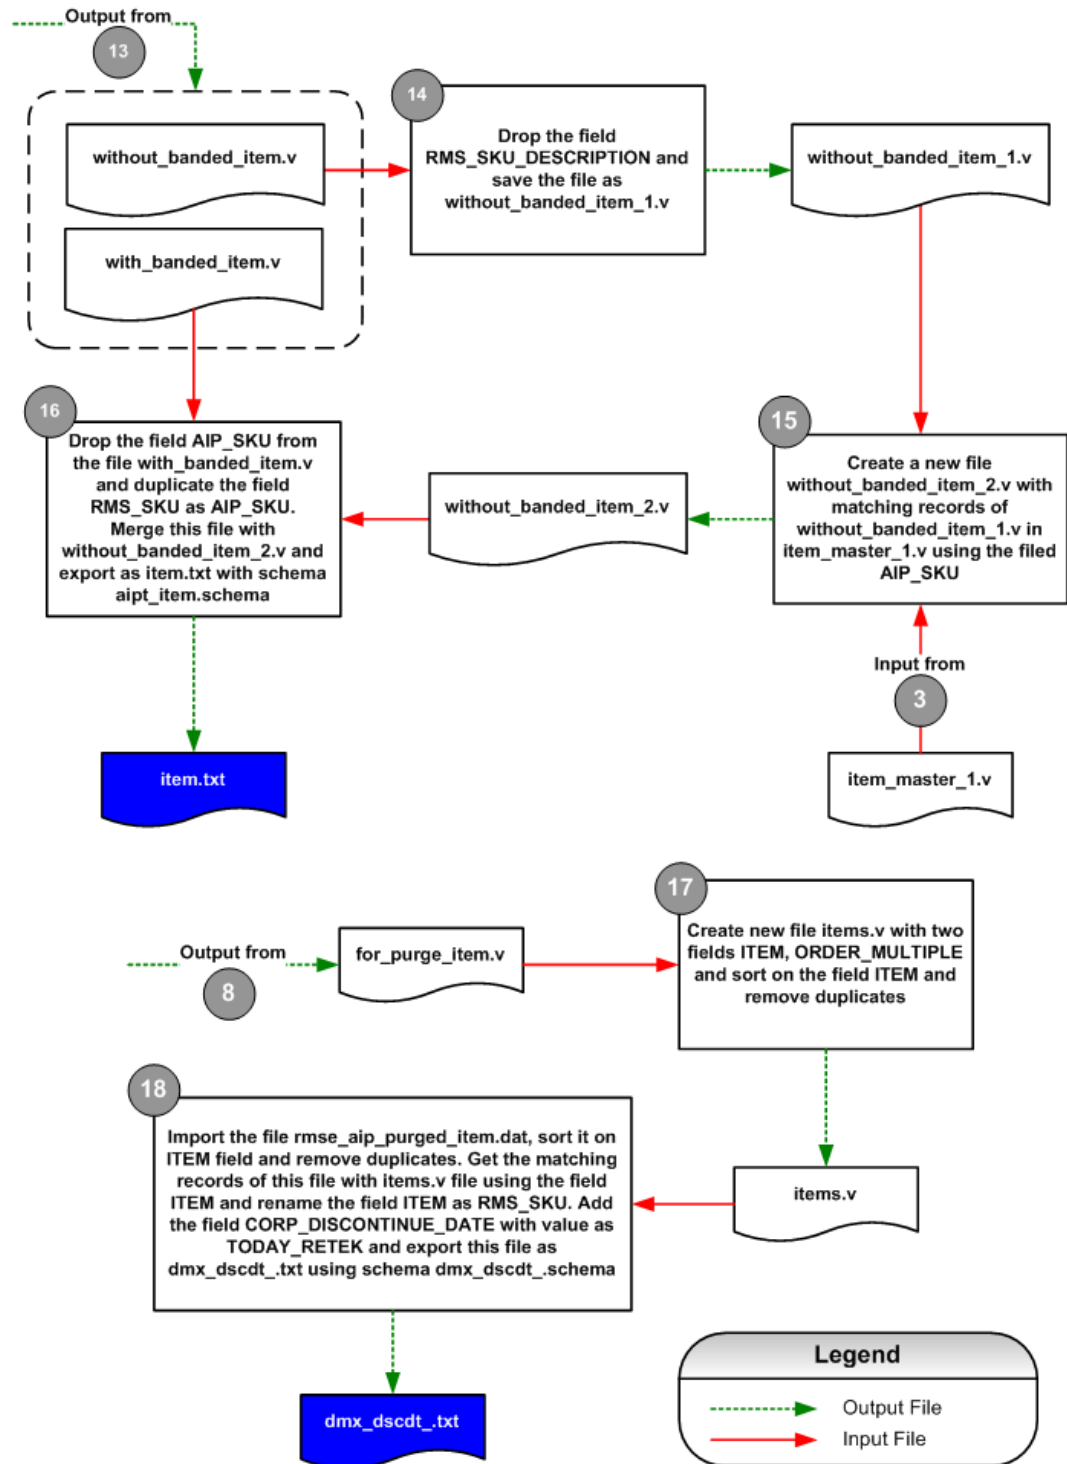 Output from
13
without_banded_item.v
with_banded_item.v
14
Drop the field
RMS_SKU_DESCRIPTION and
save the file as
without_banded_item_1.v
without_banded_item_1.v
16
Drop the field AIP_SKU from
the file with_banded_item.v
and duplicate the field
RMS_SKU as AIP_SKU.
Merge this file with
without_banded_item_2.v and
export as item.txt with schema
aipt_item.schema
without_banded_item_2.v
15
Create a new file
without_banded_item_2.v with
matching records of
without_banded_item_1.v in
item_master_1.v using the filed
AIP_SKU
Input from
3
item_master_1.v
item.txt
17
Create new file items.v with two
fields ITEM, ORDER_MULTIPLE
and sort on the field ITEM and
remove duplicates
Output from
8
for_purge_item.v
18
Import the file rmse_aip_purged_item.dat, sort it on
ITEM field and remove duplicates. Get the matching
records of this file with items.v file using the field
ITEM and rename the field ITEM as RMS_SKU. Add
the field CORP_DISCONTINUE_DATE with value as
TODAY_RETEK and export this file as
dmx_dscdt_.txt using schema dmx_dscdt_.schema
items.v
dmx_dscdt_.txt
Legend
Output File
Input File